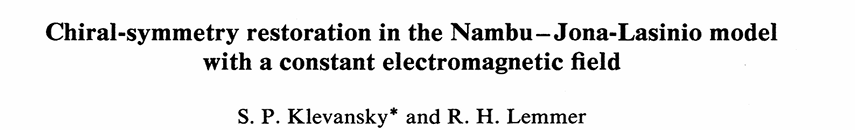 Chiral-symmetry restoration in the Nambu–Jona-Lasinio model
with a constant electromagnetic field
S. P. Klevansky* and R. H. Lemmer